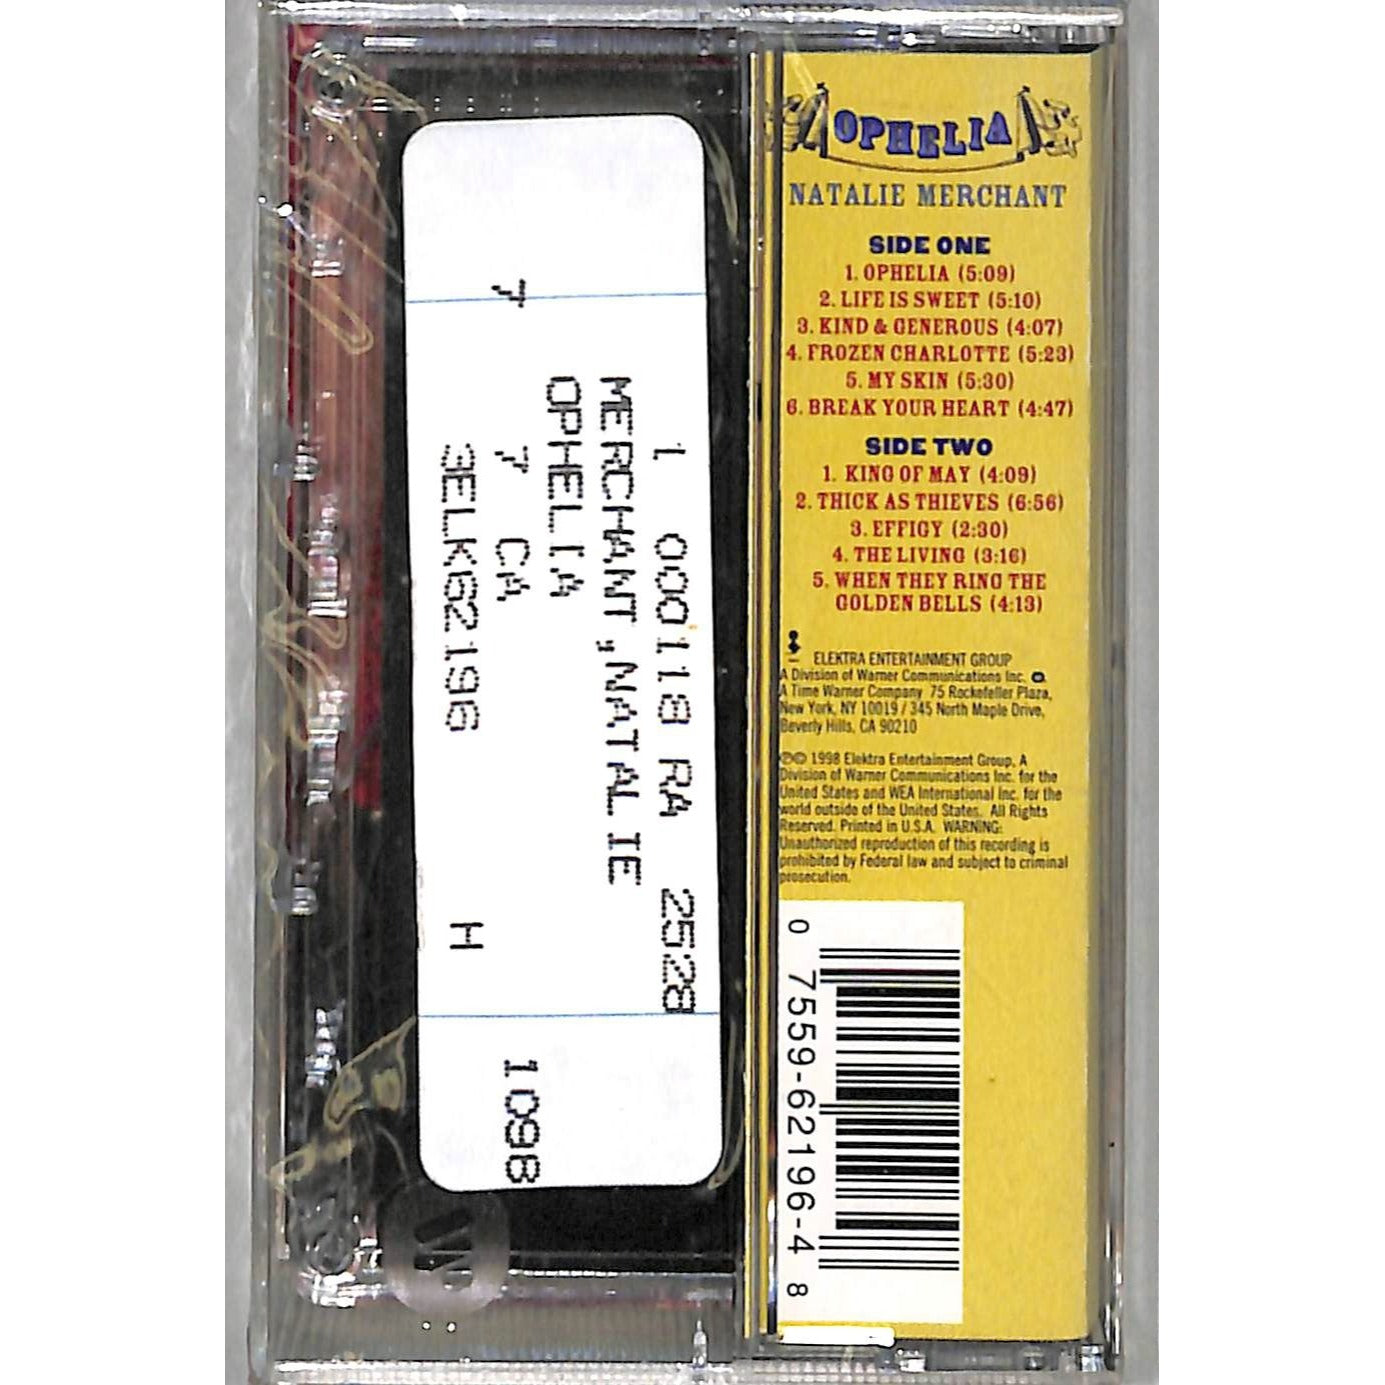 OPHELIA
NATALIE MERCHANT
SIDE ONE
1. OPHELIA (5:09)
2. LIFE IS SWEET (5:10)
3. KIND & GENEROUS (4:07)
4. FROZEN CHARLOTTE (5:23)
5. MY SKIN (5:30)
6. BREAK YOUR HEART (4:47)
SIDE TWO
1. KING OF MAY (4:09)
2. THICK AS THIEVES (6:56)
3. EFFIGY (2:30)
4. THE LIVING (3:16)
5. WHEN THEY RING THE
GOLDEN BELLS (4:13)
ELEKTRA ENTERTAINMENT GROUP
A Division of Warner Communications Inc.
A Time Warner Company 75 Rockefeller Plaza,
New York, NY 10019 / 345 North Maple Drive,
Beverly Hills, CA 90210
℗© 1998 Elektra Entertainment Group, A
Division of Warner Communications Inc. for the
United States and WEA International Inc. for the
world outside of the United States. All Rights
Reserved. Printed in U.S.A. WARNING:
Unauthorized reproduction of this recording is
prohibited by Federal law and subject to criminal
prosecution.
0 7559-62196-4 8
1 000118 RA 2528
MERCHANT,NATALIE
OPHELIA
7 7 CA 1098
3ELK62196 H